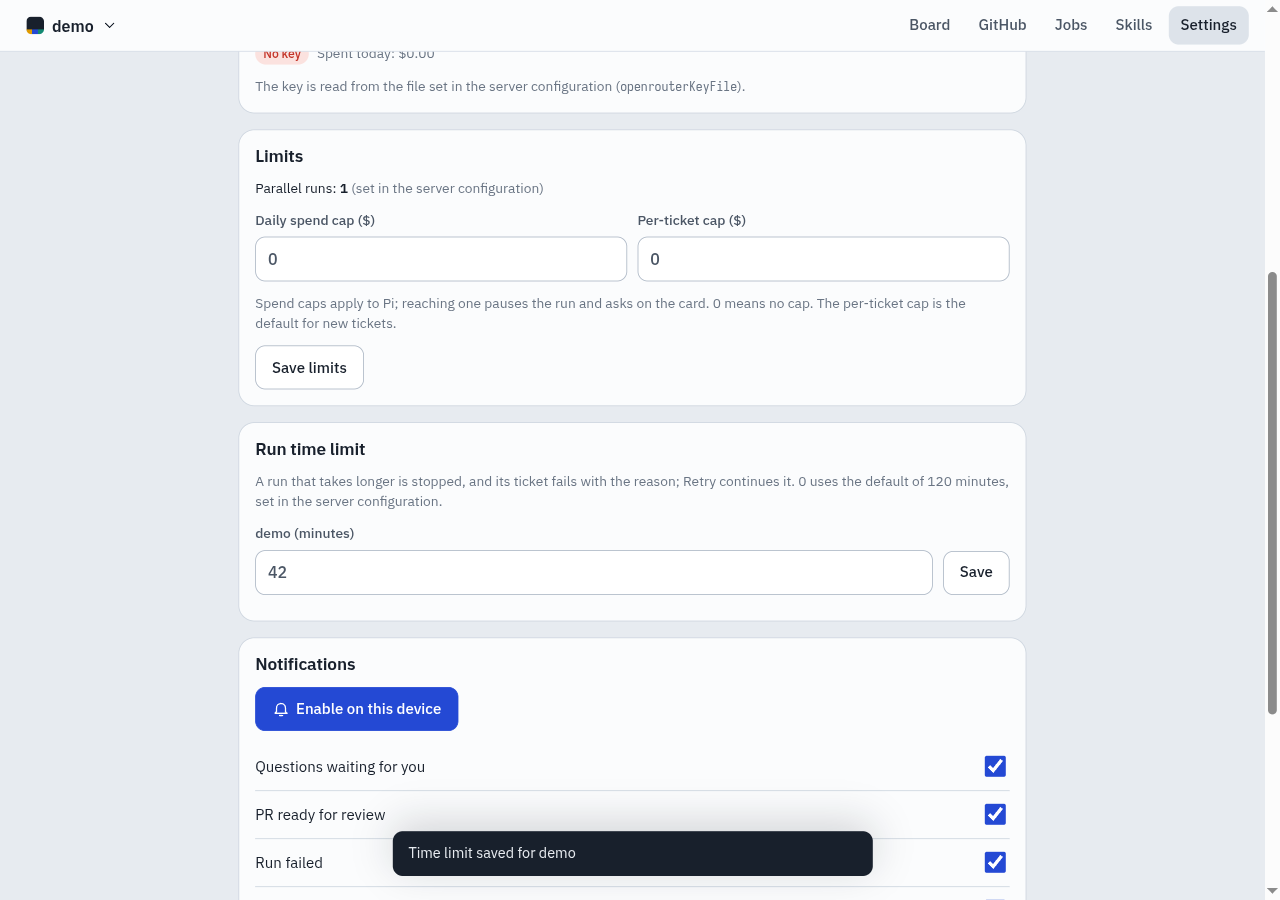 demo
Board
GitHub
Jobs
Skills
Settings
No key
Spent today: $0.00
The key is read from the file set in the server configuration (openrouterKeyFile).
Limits
Parallel runs: 1 (set in the server configuration)
Daily spend cap ($)
Per-ticket cap ($)
0
0
Spend caps apply to Pi; reaching one pauses the run and asks on the card. 0 means no cap. The per-ticket cap is the
default for new tickets.
Save limits
Run time limit
A run that takes longer is stopped, and its ticket fails with the reason; Retry continues it. 0 uses the default of 120 minutes,
set in the server configuration.
demo (minutes)
42
Save
Notifications
Enable on this device
Questions waiting for you
PR ready for review
Time limit saved for demo
Run failed